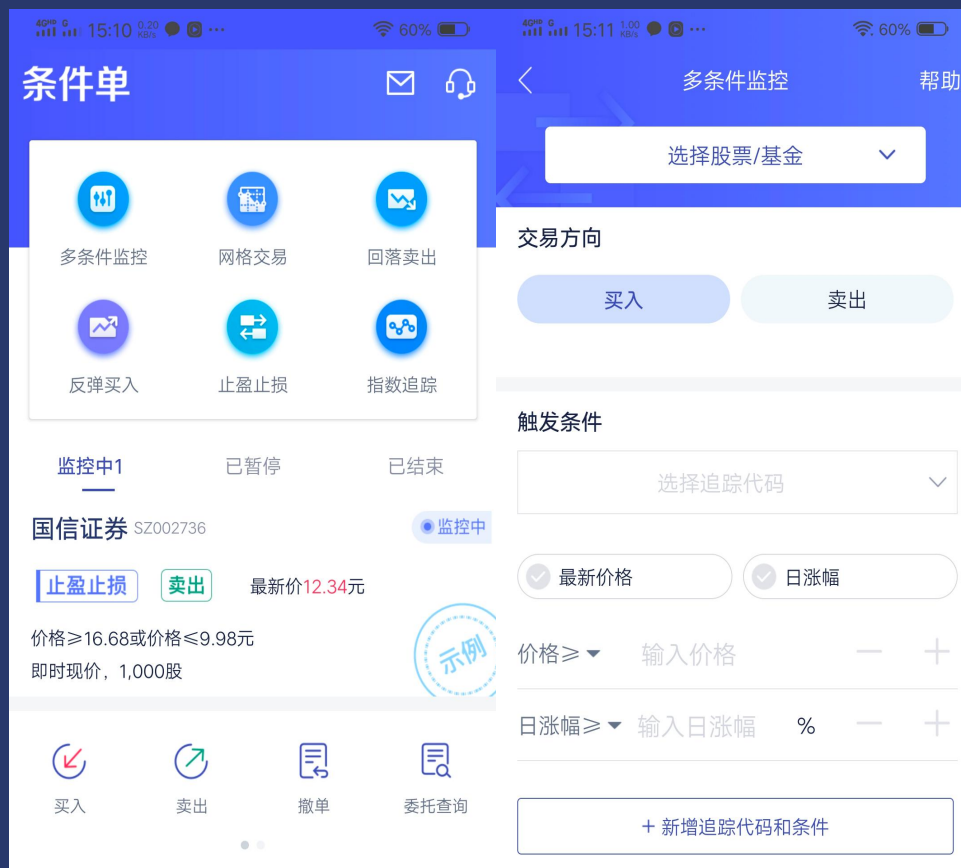 4GHD G 15:10 0.20 KB/s 60%
条件单
多条件监控 网格交易 回落卖出
反弹买入 止盈止损 指数追踪
监控中1 已暂停 已结束
国信证券 SZ002736 监控中
止盈止损 卖出 最新价12.34元
价格≥16.68或价格≤9.98元
即时现价，1,000股
示例
买入 卖出 撤单 委托查询
4GHD G 15:11 1.00 KB/s 60%
多条件监控 帮助
选择股票/基金
交易方向
买入 卖出
触发条件
选择追踪代码
最新价格 日涨幅
价格≥ 输入价格
日涨幅≥ 输入日涨幅 %
+ 新增追踪代码和条件